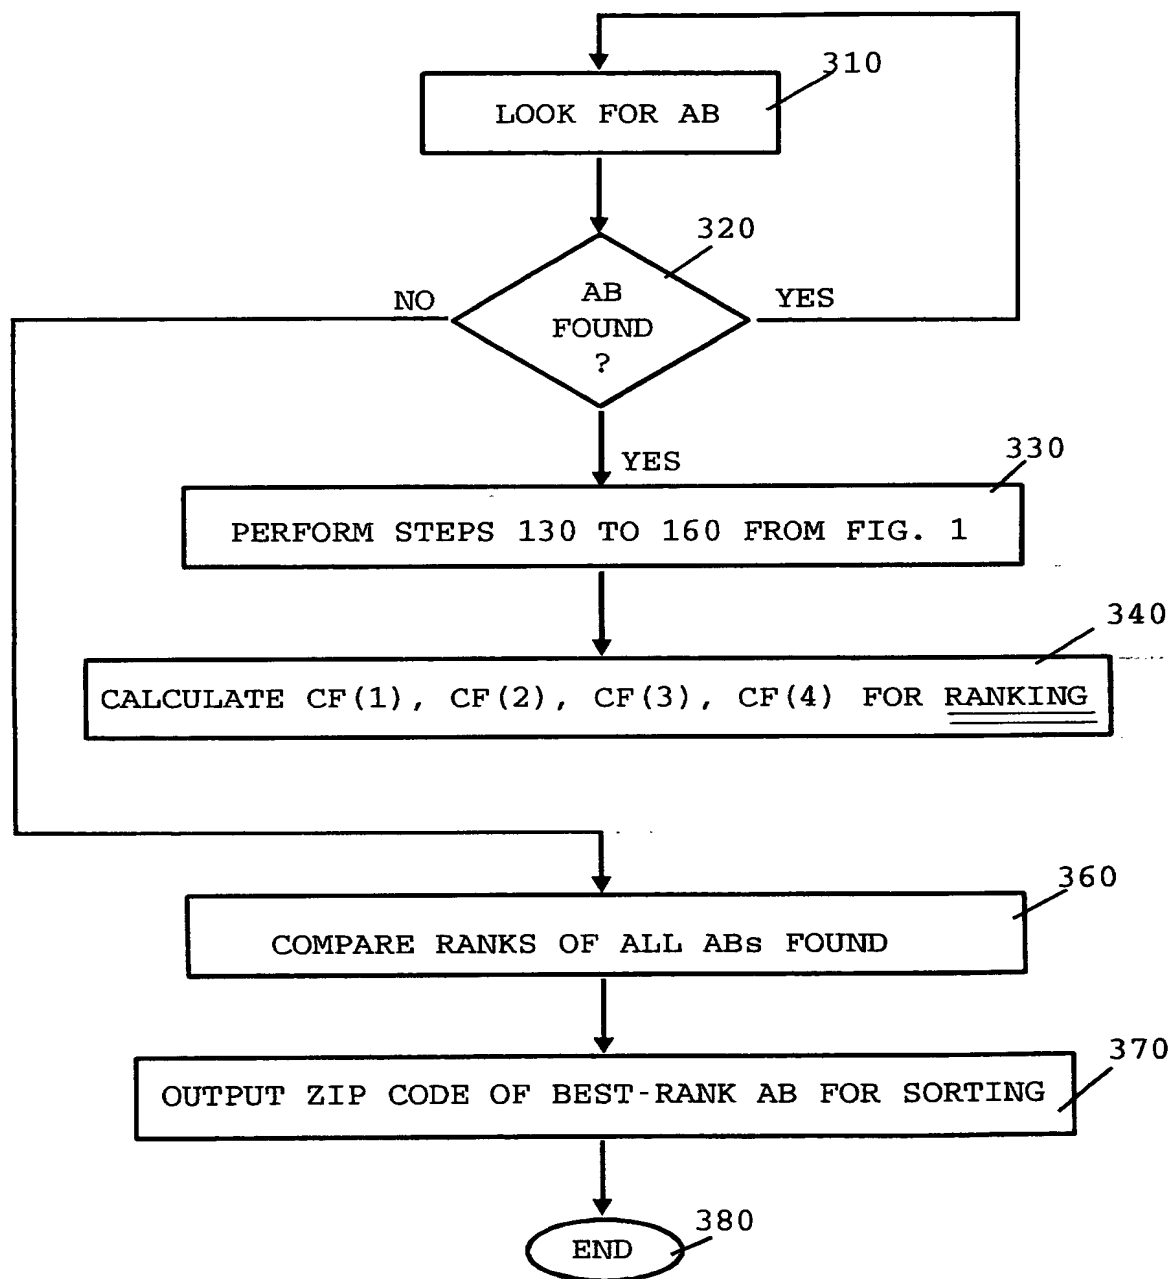 310
LOOK FOR AB
320
AB
FOUND
?
NO
YES
YES
330
PERFORM STEPS 130 TO 160 FROM FIG. 1
340
CALCULATE CF(1), CF(2), CF(3), CF(4) FOR RANKING
360
COMPARE RANKS OF ALL ABs FOUND
370
OUTPUT ZIP CODE OF BEST-RANK AB FOR SORTING
380
END